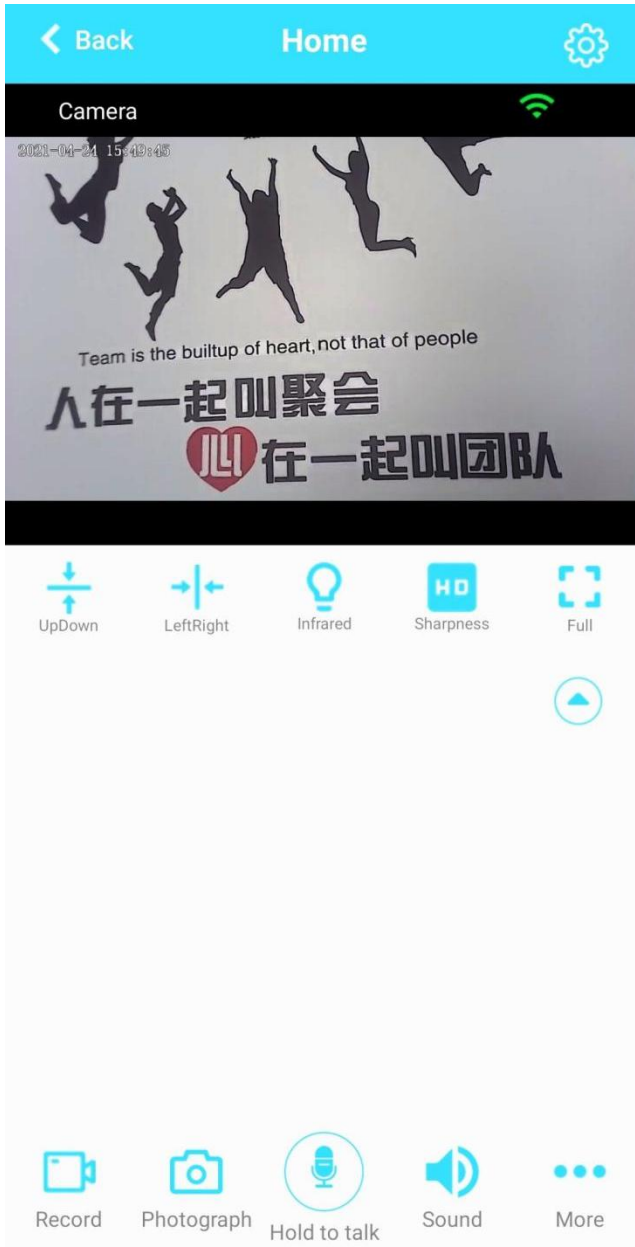 Back Home
Camera
2021-04-24 15:49:45
Team is the builtup of heart,not that of people
人在一起叫聚会
心在一起叫团队
UpDown LeftRight Infrared HD Sharpness Full
Record Photograph Hold to talk Sound More